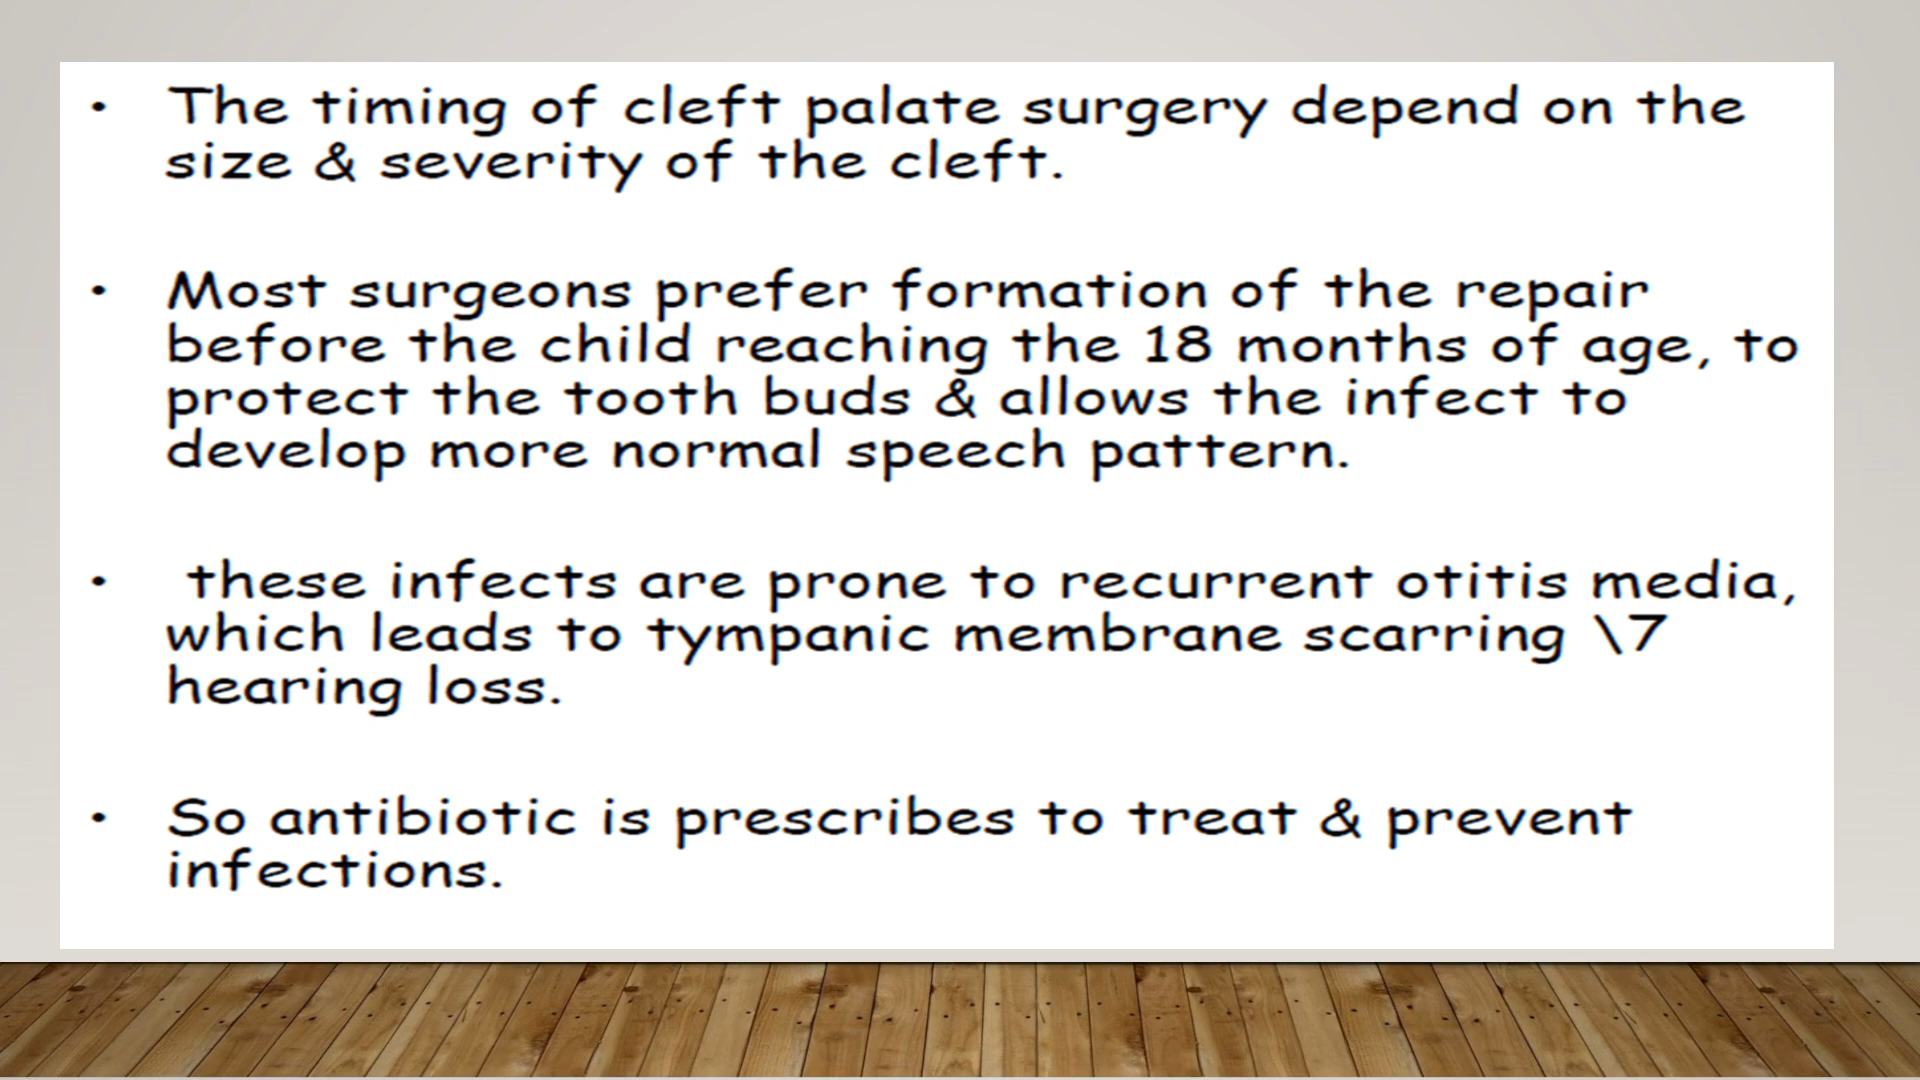 • The timing of cleft palate surgery depend on the
size & severity of the cleft.
• Most surgeons prefer formation of the repair
before the child reaching the 18 months of age, to
protect the tooth buds & allows the infect to
develop more normal speech pattern.
• these infects are prone to recurrent otitis media,
which leads to tympanic membrane scarring \7
hearing loss.
• So antibiotic is prescribes to treat & prevent
infections.